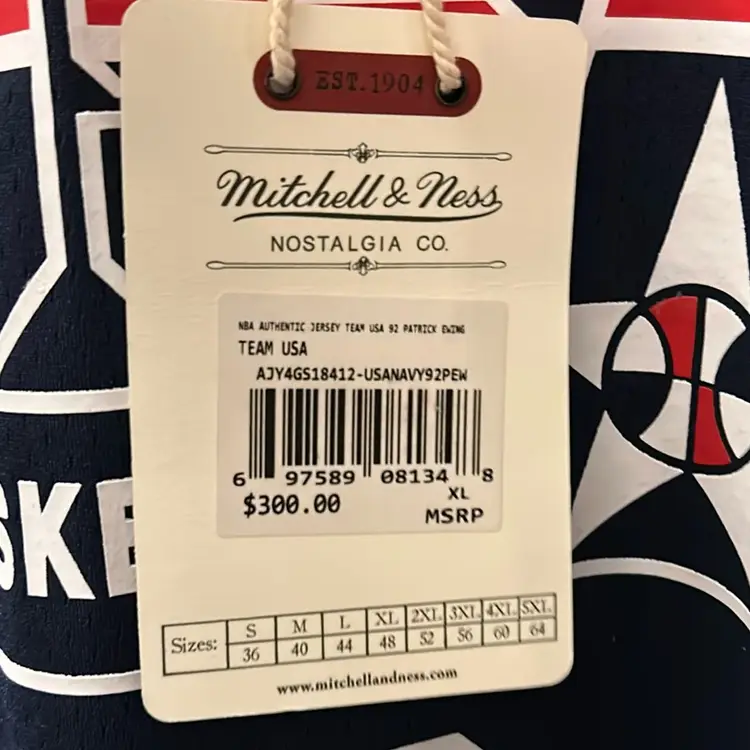 EST.1904
Mitchell & Ness
NOSTALGIA CO.
NBA AUTHENTIC JERSEY TEAM USA 92 PATRICK EWING
TEAM USA
AJY4GS18412-USANAVY92PEW
6 97589 08134 8
$300.00 XL
MSRP
SKE
Sizes: S M L XL 2XL 3XL 4XL 5XL
36 40 44 48 52 56 60 64
www.mitchellandness.com